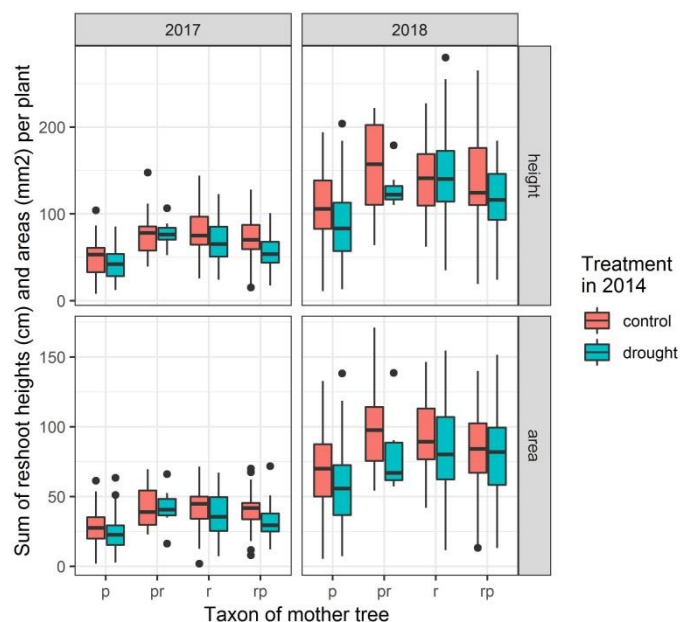 2017
2018
200
100
0
height
150
100
50
0
area
p
pr
r
rp
p
pr
r
rp
Taxon of mother tree
Sum of reshoot heights (cm) and areas (mm2) per plant
Treatment
in 2014
control
drought